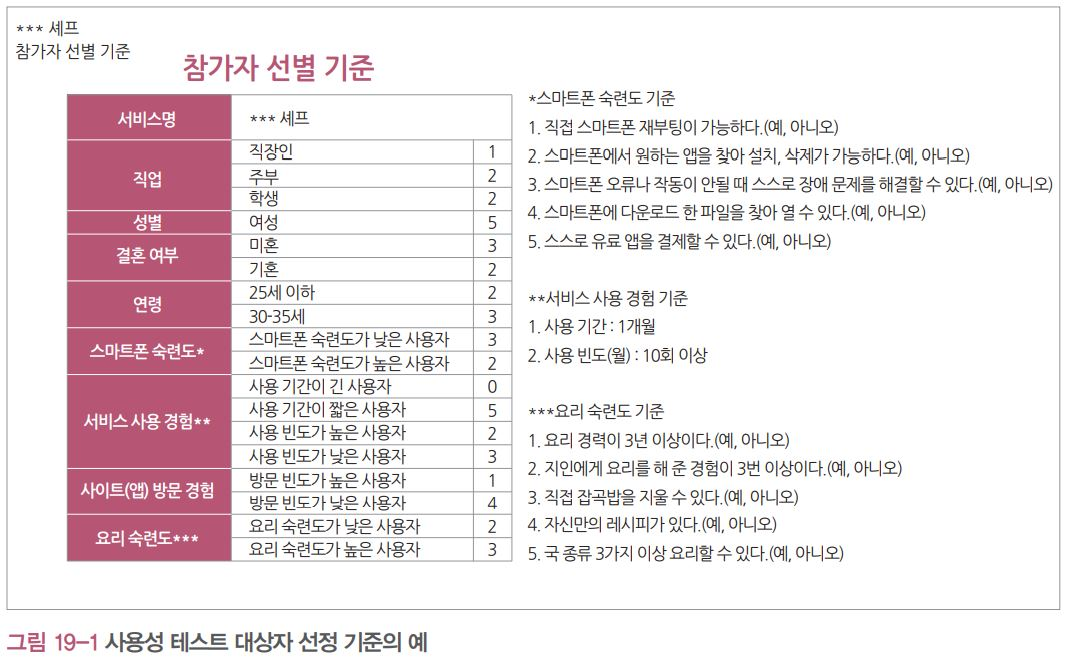 *** 셰프
참가자 선별 기준
참가자 선별 기준
서비스명 *** 셰프
직업 직장인 1
주부 2
학생 2
성별 여성 5
결혼 여부 미혼 3
기혼 2
연령 25세 이하 2
30-35세 3
스마트폰 숙련도* 스마트폰 숙련도가 낮은 사용자 3
스마트폰 숙련도가 높은 사용자 2
서비스 사용 경험** 사용 기간이 긴 사용자 0
사용 기간이 짧은 사용자 5
사용 빈도가 높은 사용자 2
사용 빈도가 낮은 사용자 3
사이트(앱) 방문 경험 방문 빈도가 높은 사용자 1
방문 빈도가 낮은 사용자 4
요리 숙련도*** 요리 숙련도가 낮은 사용자 2
요리 숙련도가 높은 사용자 3
*스마트폰 숙련도 기준
1. 직접 스마트폰 재부팅이 가능하다.(예, 아니오)
2. 스마트폰에서 원하는 앱을 찾아 설치, 삭제가 가능하다.(예, 아니오)
3. 스마트폰 오류나 작동이 안될 때 스스로 장애 문제를 해결할 수 있다.(예, 아니오)
4. 스마트폰에 다운로드 한 파일을 찾아 열 수 있다.(예, 아니오)
5. 스스로 유료 앱을 결제할 수 있다.(예, 아니오)
**서비스 사용 경험 기준
1. 사용 기간 : 1개월
2. 사용 빈도(월) : 10회 이상
***요리 숙련도 기준
1. 요리 경력이 3년 이상이다.(예, 아니오)
2. 지인에게 요리를 해 준 경험이 3번 이상이다.(예, 아니오)
3. 직접 잡곡밥을 지울 수 있다.(예, 아니오)
4. 자신만의 레시피가 있다.(예, 아니오)
5. 국 종류 3가지 이상 요리할 수 있다.(예, 아니오)
그림 19-1 사용성 테스트 대상자 선정 기준의 예